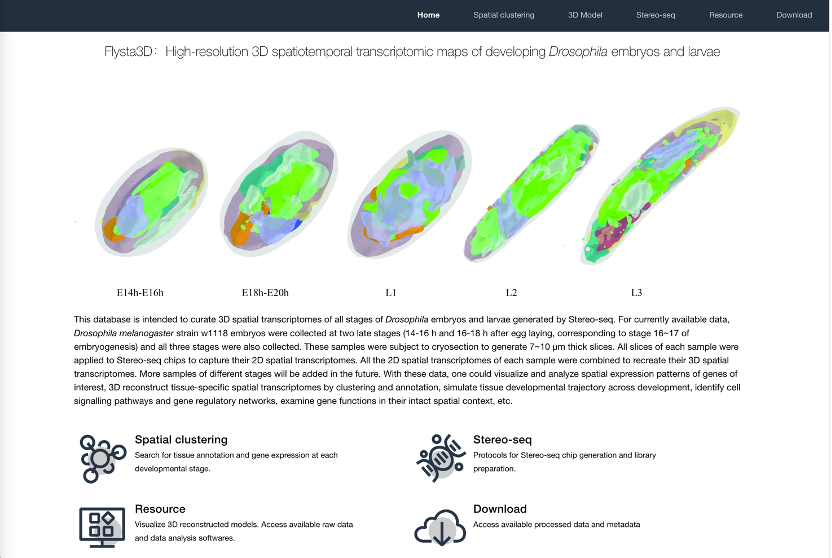 Home Spatial clustering 3D Model Stereo-seq Resource Download
Flysta3D: High-resolution 3D spatiotemporal transcriptomic maps of developing Drosophila embryos and larvae
E14h-E16h E18h-E20h L1 L2 L3
This database is intended to curate 3D spatial transcriptomes of all stages of Drosophila embryos and larvae generated by Stereo-seq. For currently available data,
Drosophila melanogaster strain w1118 embryos were collected at two late stages (14-16 h and 16-18 h after egg laying, corresponding to stage 16~17 of
embryogenesis) and all three stages were also collected. These samples were subject to cryosection to generate 7~10 μm thick slices. All slices of each sample were
applied to Stereo-seq chips to capture their 2D spatial transcriptomes. All the 2D spatial transcriptomes of each sample were combined to recreate their 3D spatial
transcriptomes. More samples of different stages will be added in the future. With these data, one could visualize and analyze spatial expression patterns of genes of
interest, 3D reconstruct tissue-specific spatial transcriptomes by clustering and annotation, simulate tissue developmental trajectory across development, identify cell
signalling pathways and gene regulatory networks, examine gene functions in their intact spatial context, etc.
Spatial clustering
Search for tissue annotation and gene expression at each
developmental stage.
Stereo-seq
Protocols for Stereo-seq chip generation and library
preparation.
Resource
Visualize 3D reconstructed models. Access available raw data
and data analysis softwares.
Download
Access available processed data and metadata